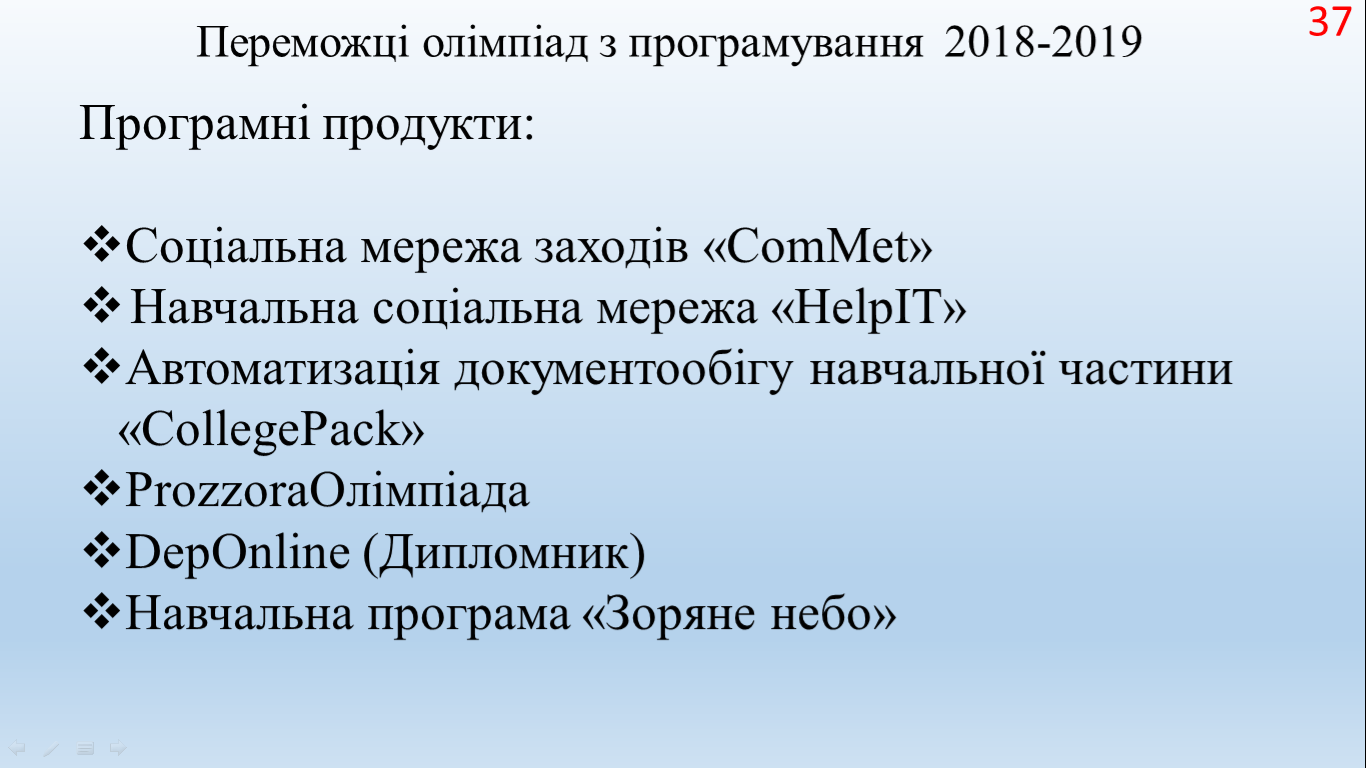 37
Переможці олімпіад з програмування 2018-2019
Програмні продукти:
❖Соціальна мережа заходів «ComMet»
❖Навчальна соціальна мережа «HelpIT»
❖Автоматизація документообігу навчальної частини
«CollegePack»
❖ProzzoraОлімпіада
❖DepOnline (Дипломник)
❖Навчальна програма «Зоряне небо»